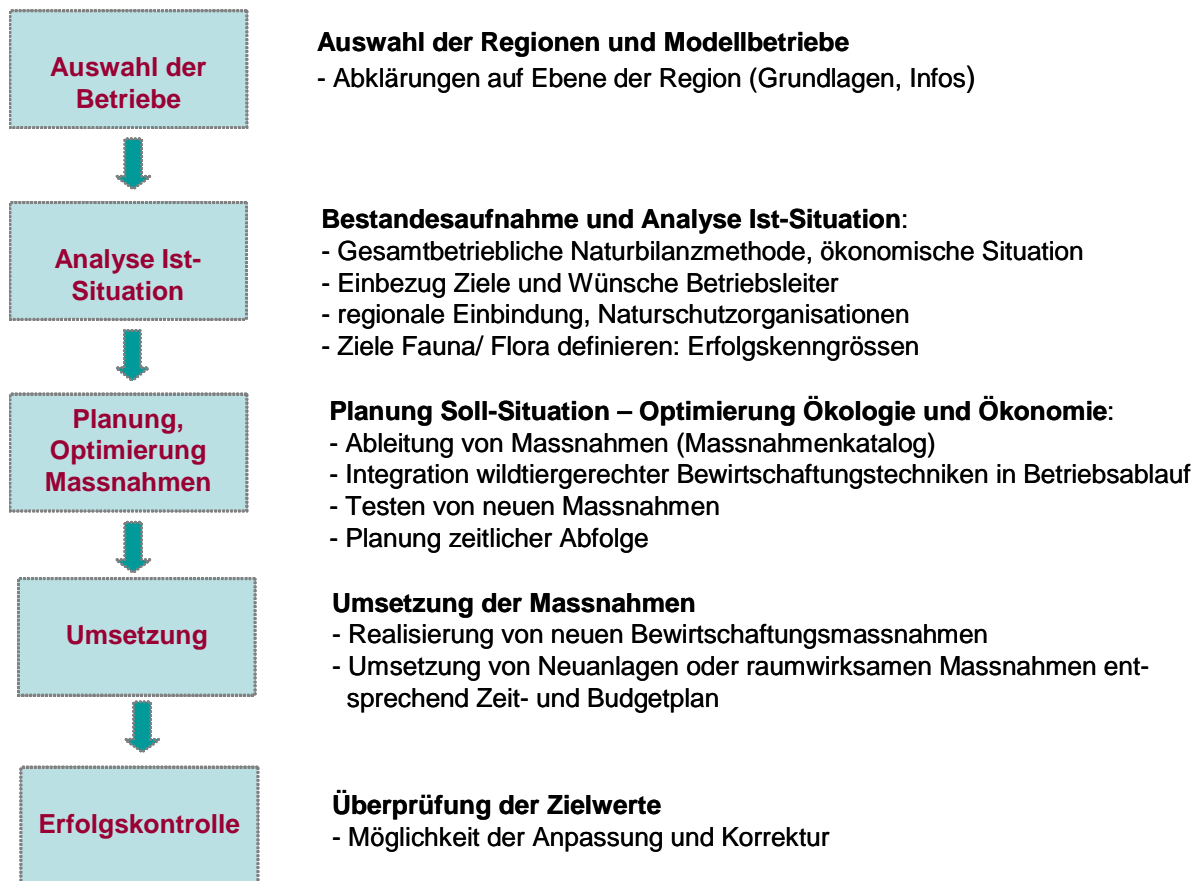 Auswahl der
Betriebe
Auswahl der Regionen und Modellbetriebe
- Abklärungen auf Ebene der Region (Grundlagen, Infos)
Analyse Ist-
Situation
Bestandesaufnahme und Analyse Ist-Situation:
- Gesamtbetriebliche Naturbilanzmethode, ökonomische Situation
- Einbezug Ziele und Wünsche Betriebsleiter
- regionale Einbindung, Naturschutzorganisationen
- Ziele Fauna/ Flora definieren: Erfolgskenngrössen
Planung,
Optimierung
Massnahmen
Planung Soll-Situation – Optimierung Ökologie und Ökonomie:
- Ableitung von Massnahmen (Massnahmenkatalog)
- Integration wildtiergerechter Bewirtschaftungstechniken in Betriebsablauf
- Testen von neuen Massnahmen
- Planung zeitlicher Abfolge
Umsetzung
Umsetzung der Massnahmen
- Realisierung von neuen Bewirtschaftungsmassnahmen
- Umsetzung von Neuanlagen oder raumwirksamen Massnahmen ent-
sprechend Zeit- und Budgetplan
Erfolgskontrolle
Überprüfung der Zielwerte
- Möglichkeit der Anpassung und Korrektur